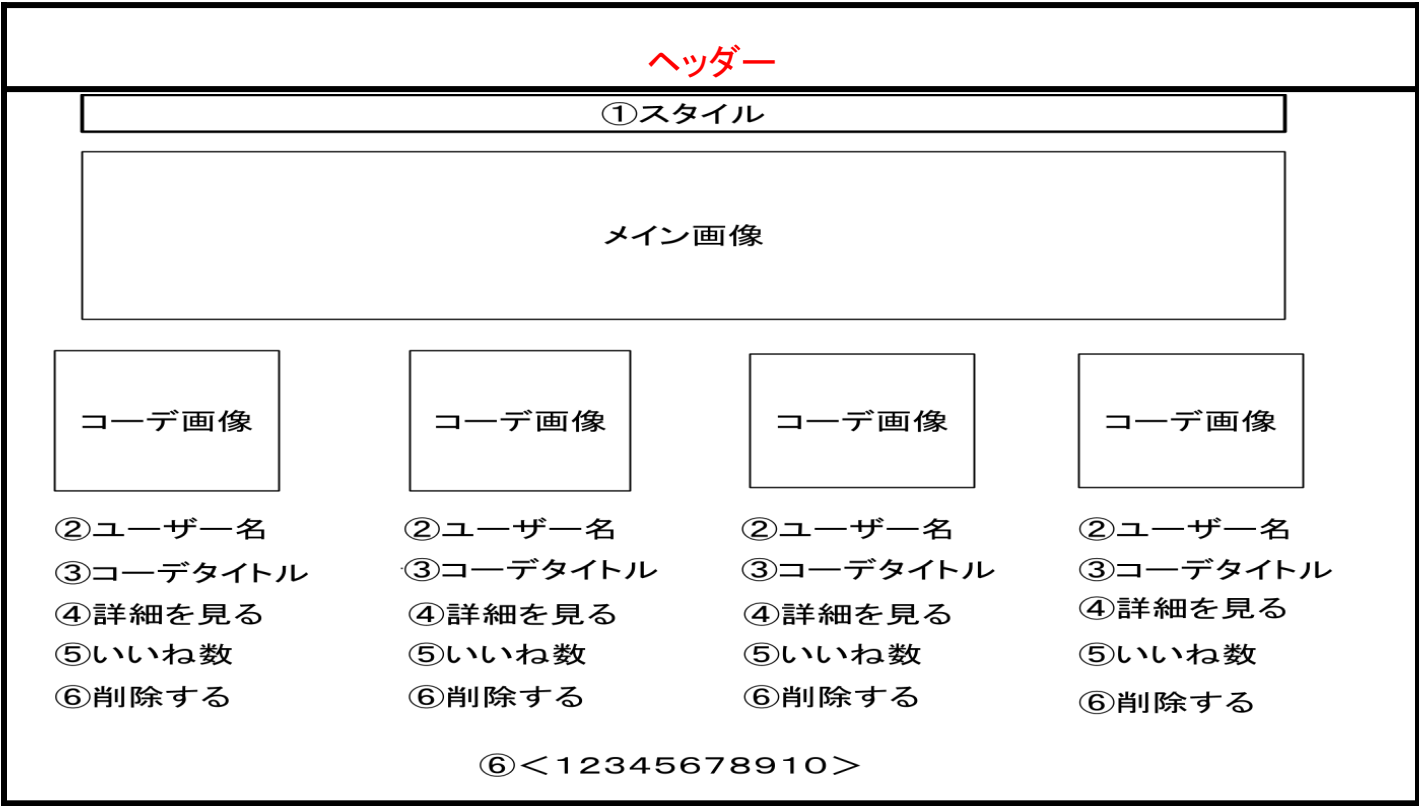 ヘッダー
①スタイル
メイン画像
コーデ画像 コーデ画像 コーデ画像 コーデ画像
②ユーザー名 ②ユーザー名 ②ユーザー名 ②ユーザー名
③コーデタイトル ③コーデタイトル ③コーデタイトル ③コーデタイトル
④詳細を見る ④詳細を見る ④詳細を見る ④詳細を見る
⑤いいね数 ⑤いいね数 ⑤いいね数 ⑤いいね数
⑥削除する ⑥削除する ⑥削除する ⑥削除する
⑥＜12345678910＞